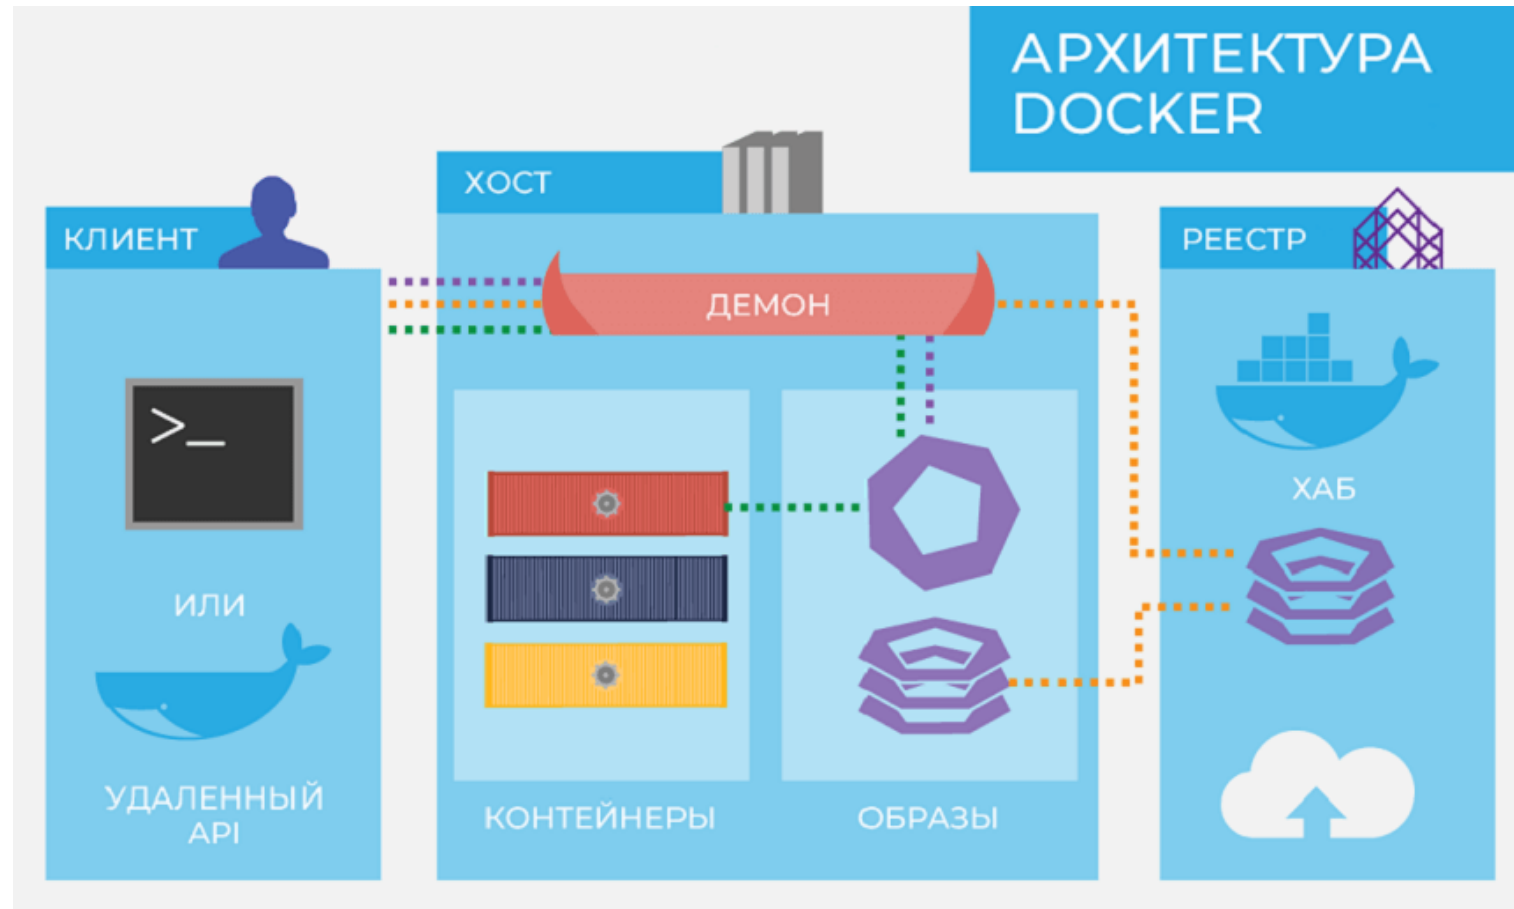 АРХИТЕКТУРА
DOCKER
КЛИЕНТ
>_
ИЛИ
УДАЛЕННЫЙ
API
ХОСТ
ДЕМОН
КОНТЕЙНЕРЫ
ОБРАЗЫ
РЕЕСТР
ХАБ